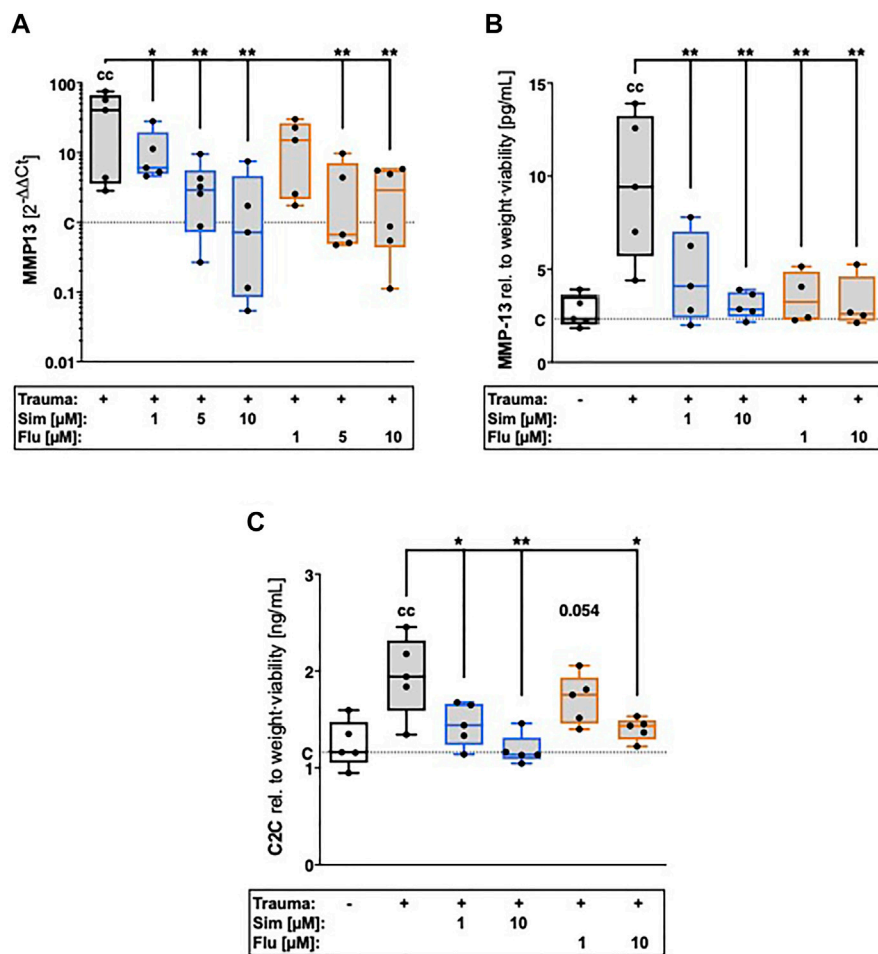 A
* ** ** ** **
cc
MMP13 [2^-ΔΔCt]
100
10
C
0.1
0.01
Trauma: + + + + + + +
Sim [µM]: 1 5 10
Flu [µM]: 1 5 10
B
** ** ** **
cc
MMP-13 rel. to weight·viability [pg/mL]
15
10
5
C
0
Trauma: - + + + + +
Sim [µM]: 1 10
Flu [µM]: 1 10
C
* ** *
cc
0.054
C2C rel. to weight·viability [ng/mL]
3
2
C
1
0
Trauma: - + + + + +
Sim [µM]: 1 10
Flu [µM]: 1 10